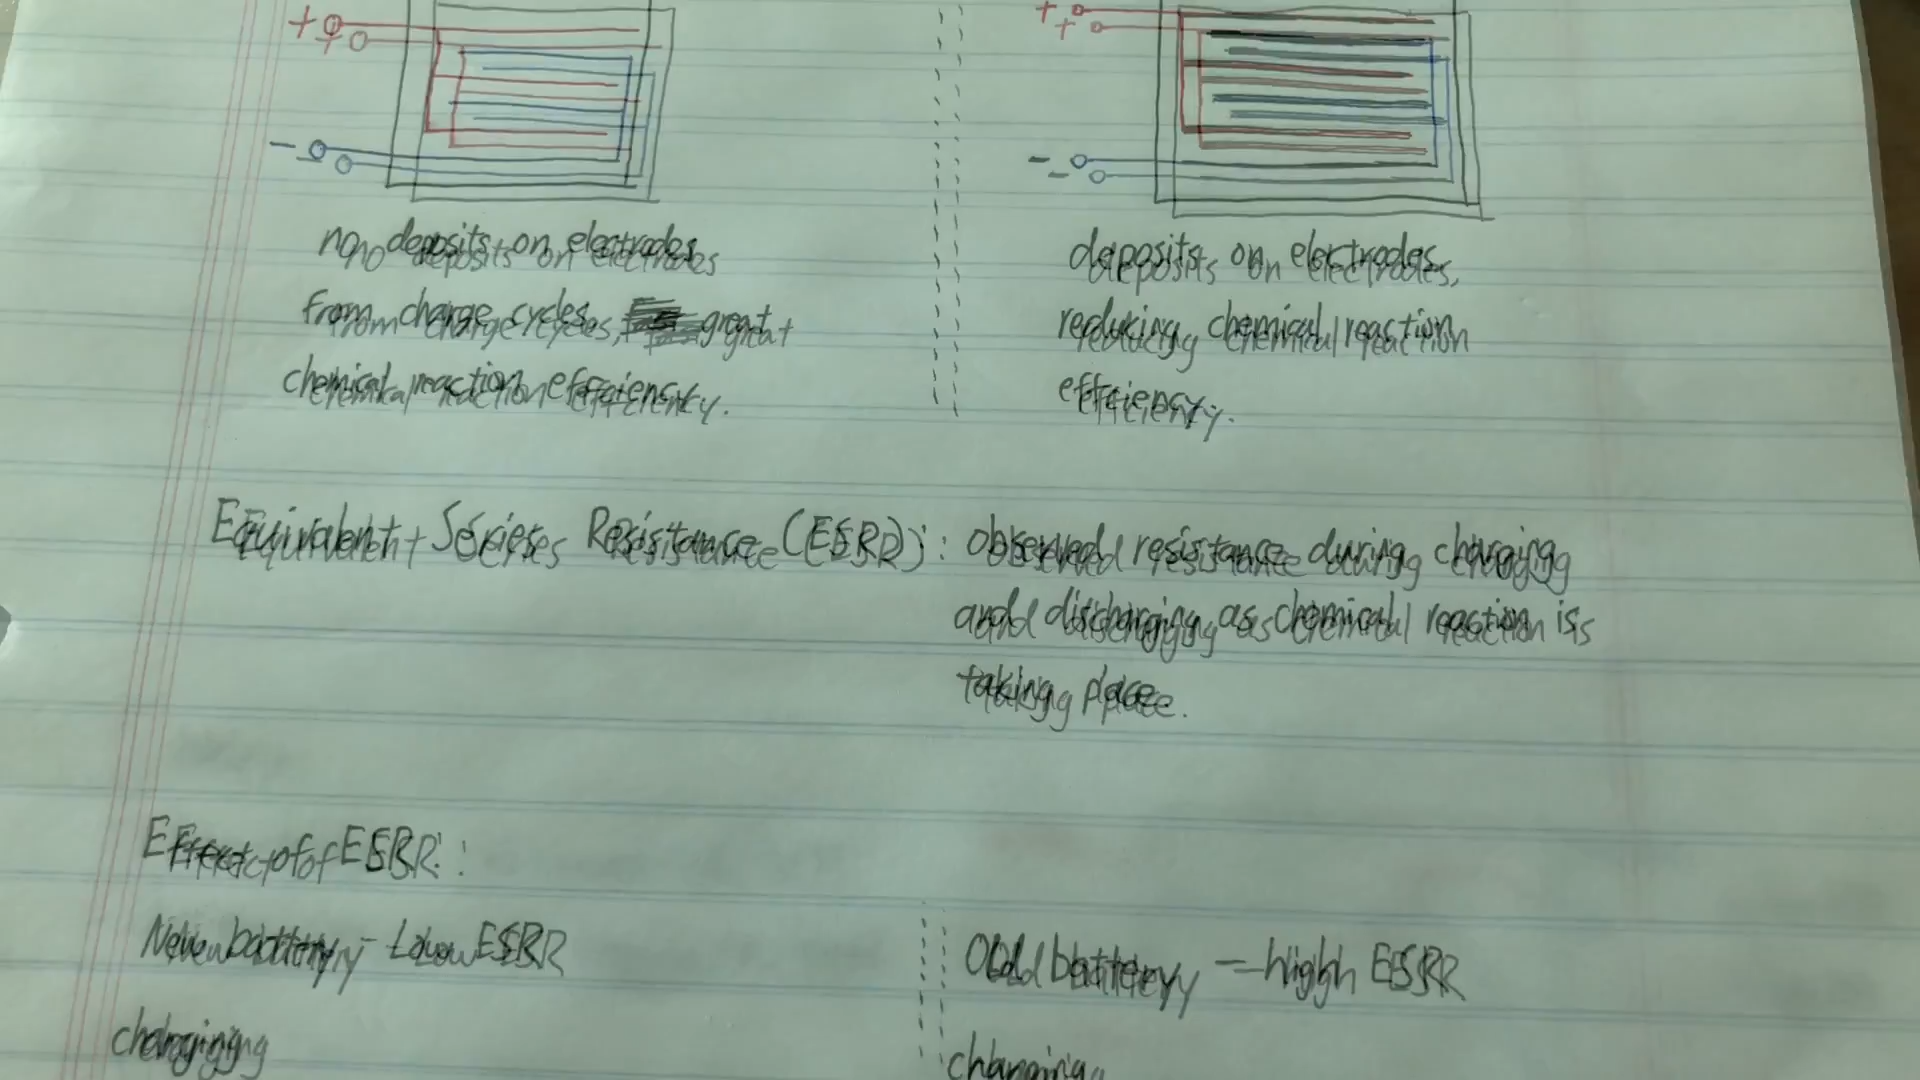 +
+
-
-
no deposits on electrodes
from charge cycles, great
chemical reaction efficiency.
deposits on electrodes,
reducing chemical reaction
efficiency.
Equivalent Series Resistance (ESR): observed resistance during charging
and discharging as chemical reaction is
taking place.
Effect of ESR:
New battery - Low ESR
Old battery - high ESR
charging
charging